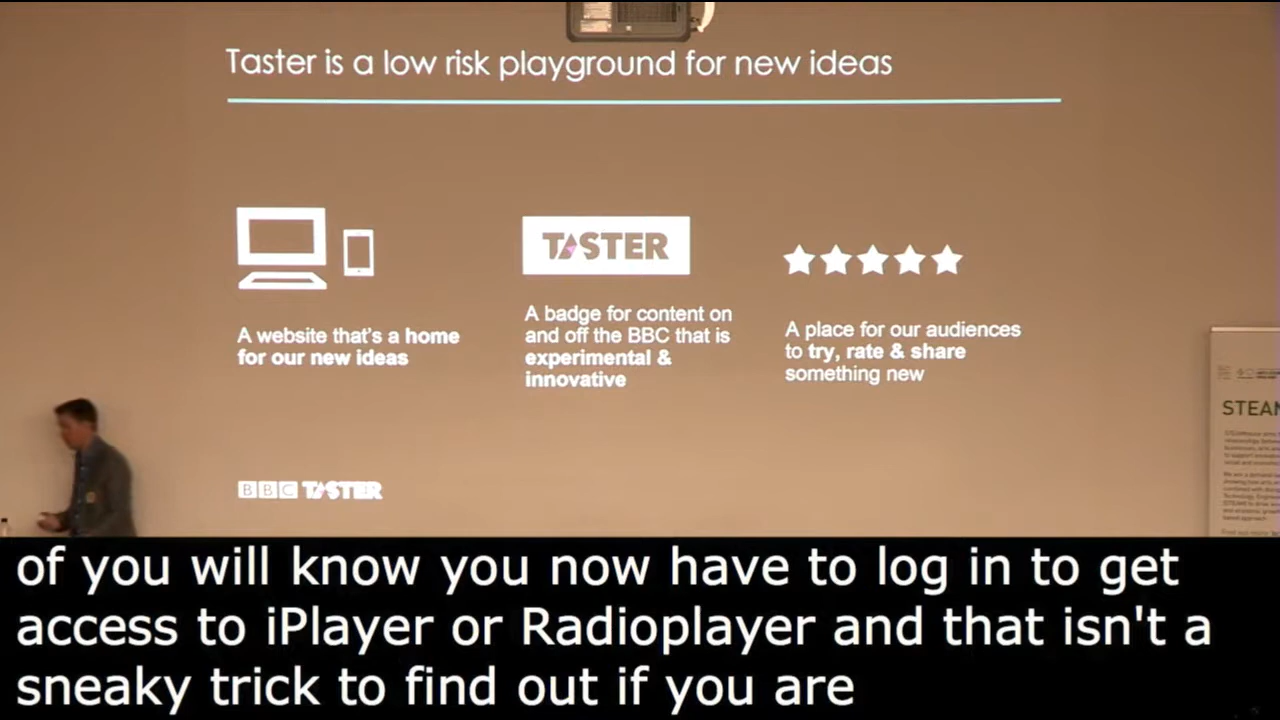 Taster is a low risk playground for new ideas
TASTER
A website that's a home
for our new ideas
A badge for content on
and off the BBC that is
experimental &
innovative
A place for our audiences
to try, rate & share
something new
BBC TASTER
STEAM
of you will know you now have to log in to get
access to iPlayer or Radioplayer and that isn't a
sneaky trick to find out if you are